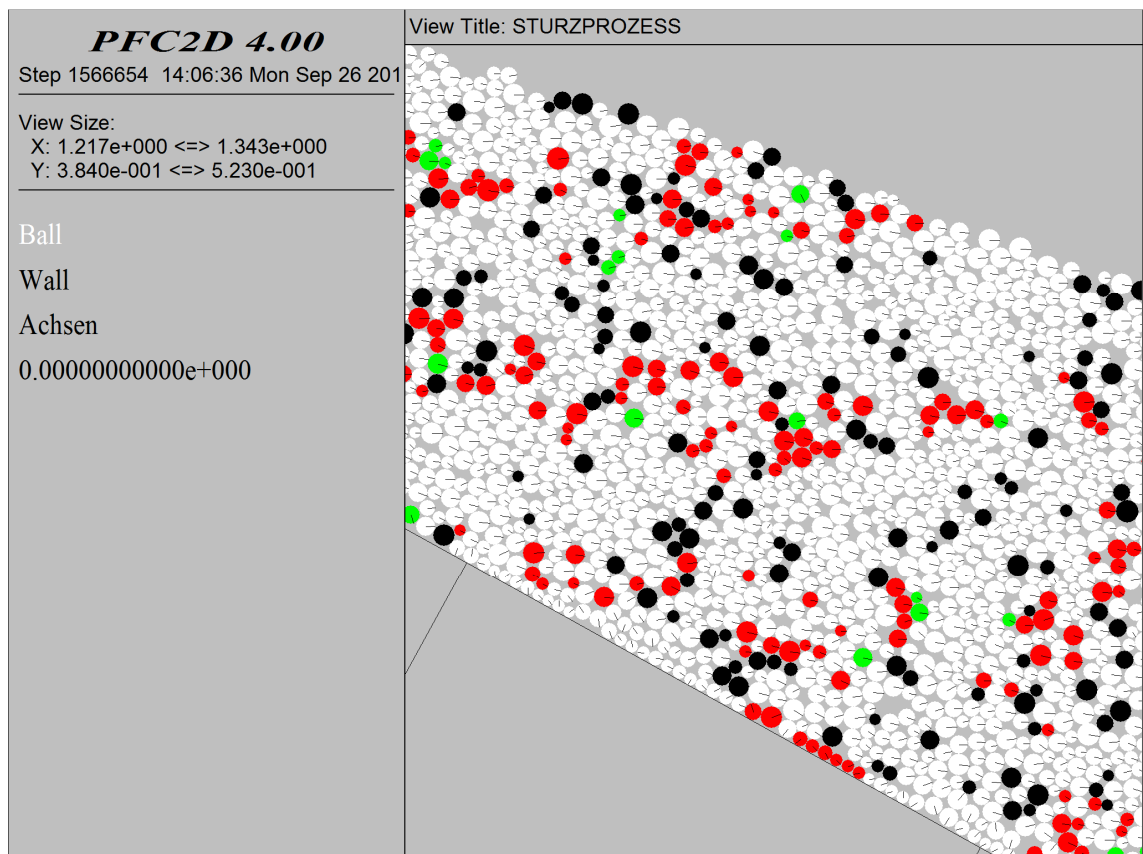 PFC2D 4.00
Step 1566654 14:06:36 Mon Sep 26 201
View Size:
X: 1.217e+000 <=> 1.343e+000
Y: 3.840e-001 <=> 5.230e-001
Ball
Wall
Achsen
0.00000000000e+000
View Title: STURZPROZESS